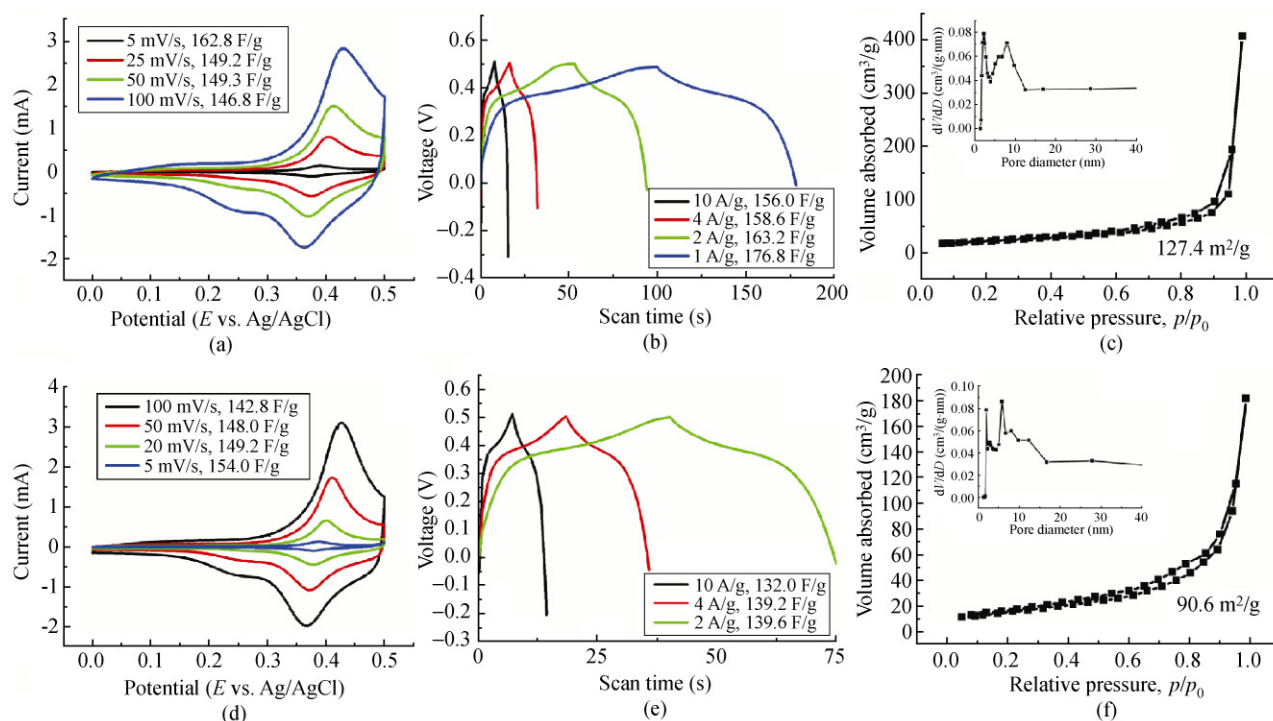 5 mV/s, 162.8 F/g
25 mV/s, 149.2 F/g
50 mV/s, 149.3 F/g
100 mV/s, 146.8 F/g
3
2
1
0
-1
-2
Current (mA)
0.0 0.1 0.2 0.3 0.4 0.5
Potential (E vs. Ag/AgCl)
(a)
0.6
0.4
0.2
0.0
–0.2
–0.4
Voltage (V)
10 A/g, 156.0 F/g
4 A/g, 158.6 F/g
2 A/g, 163.2 F/g
1 A/g, 176.8 F/g
0 50 100 150 200
Scan time (s)
(b)
400
300
200
100
0
Volume absorbed (cm³/g)
0.08
0.06
0.04
0.02
0.00
dV/dD (cm³/(g·nm))
0 10 20 30 40
Pore diameter (nm)
127.4 m²/g
0.0 0.2 0.4 0.6 0.8 1.0
Relative pressure, p/p₀
(c)
100 mV/s, 142.8 F/g
50 mV/s, 148.0 F/g
20 mV/s, 149.2 F/g
5 mV/s, 154.0 F/g
4
3
2
1
0
-1
-2
Current (mA)
0.0 0.1 0.2 0.3 0.4 0.5
Potential (E vs. Ag/AgCl)
(d)
0.7
0.6
0.5
0.4
0.3
0.2
0.1
0.0
–0.1
–0.2
–0.3
Voltage (V)
10 A/g, 132.0 F/g
4 A/g, 139.2 F/g
2 A/g, 139.6 F/g
0 25 50 75
Scan time (s)
(e)
200
180
160
140
120
100
80
60
40
20
0
Volume absorbed (cm³/g)
0.10
0.08
0.06
0.04
0.02
0.00
dV/dD (cm³/(g·nm))
0 10 20 30 40
Pore diameter (nm)
90.6 m²/g
0.0 0.2 0.4 0.6 0.8 1.0
Relative pressure, p/p₀
(f)